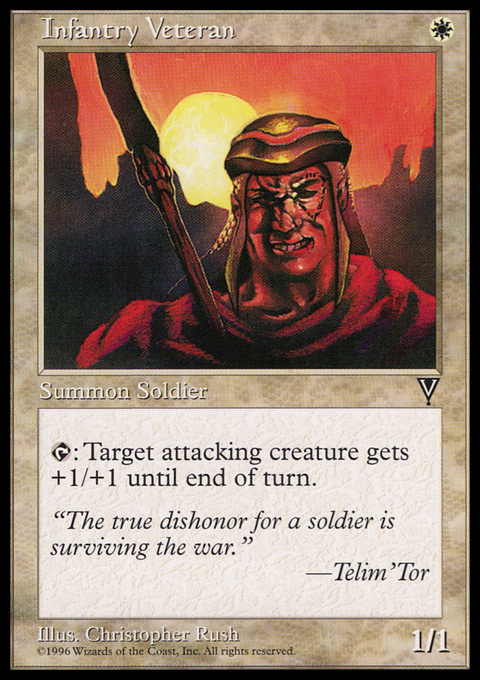 Infantry Veteran
Summon Soldier
: Target attacking creature gets
+1/+1 until end of turn.
“The true dishonor for a soldier is
surviving the war.”
—Telim’Tor
Illus. Christopher Rush
1/1
©1996 Wizards of the Coast, Inc. All rights reserved.